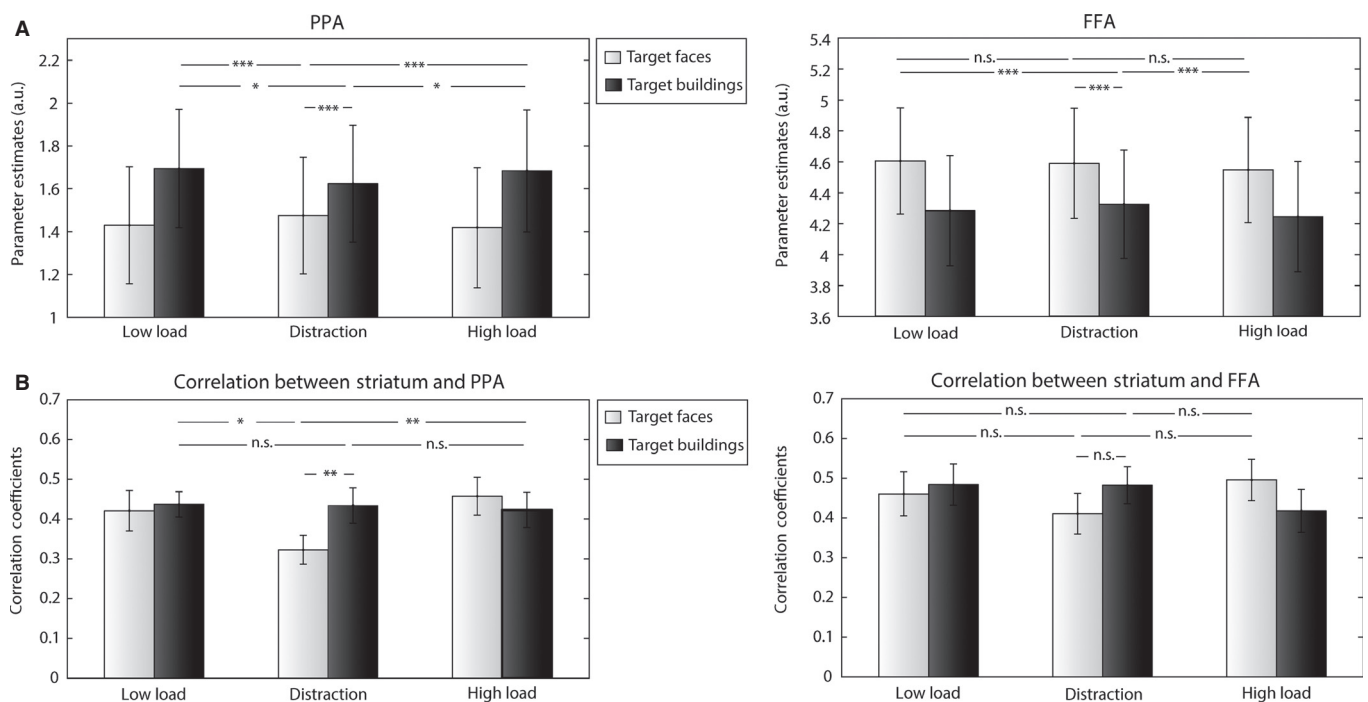 A
PPA
Parameter estimates (a.u.)
2.2
2
1.8
1.6
1.4
1.2
1
***
***
*
*
***
Low load
Distraction
High load
Target faces
Target buildings
FFA
Parameter estimates (a.u.)
5.4
5.2
5
4.8
4.6
4.4
4.2
4
3.8
3.6
n.s.
n.s.
***
***
***
Low load
Distraction
High load
B
Correlation between striatum and PPA
Correlation coefficients
0.7
0.6
0.5
0.4
0.3
0.2
0.1
0
*
**
n.s.
n.s.
**
Low load
Distraction
High load
Target faces
Target buildings
Correlation between striatum and FFA
Correlation coefficients
0.7
0.6
0.5
0.4
0.3
0.2
0.1
0
n.s.
n.s.
n.s.
n.s.
n.s.
Low load
Distraction
High load